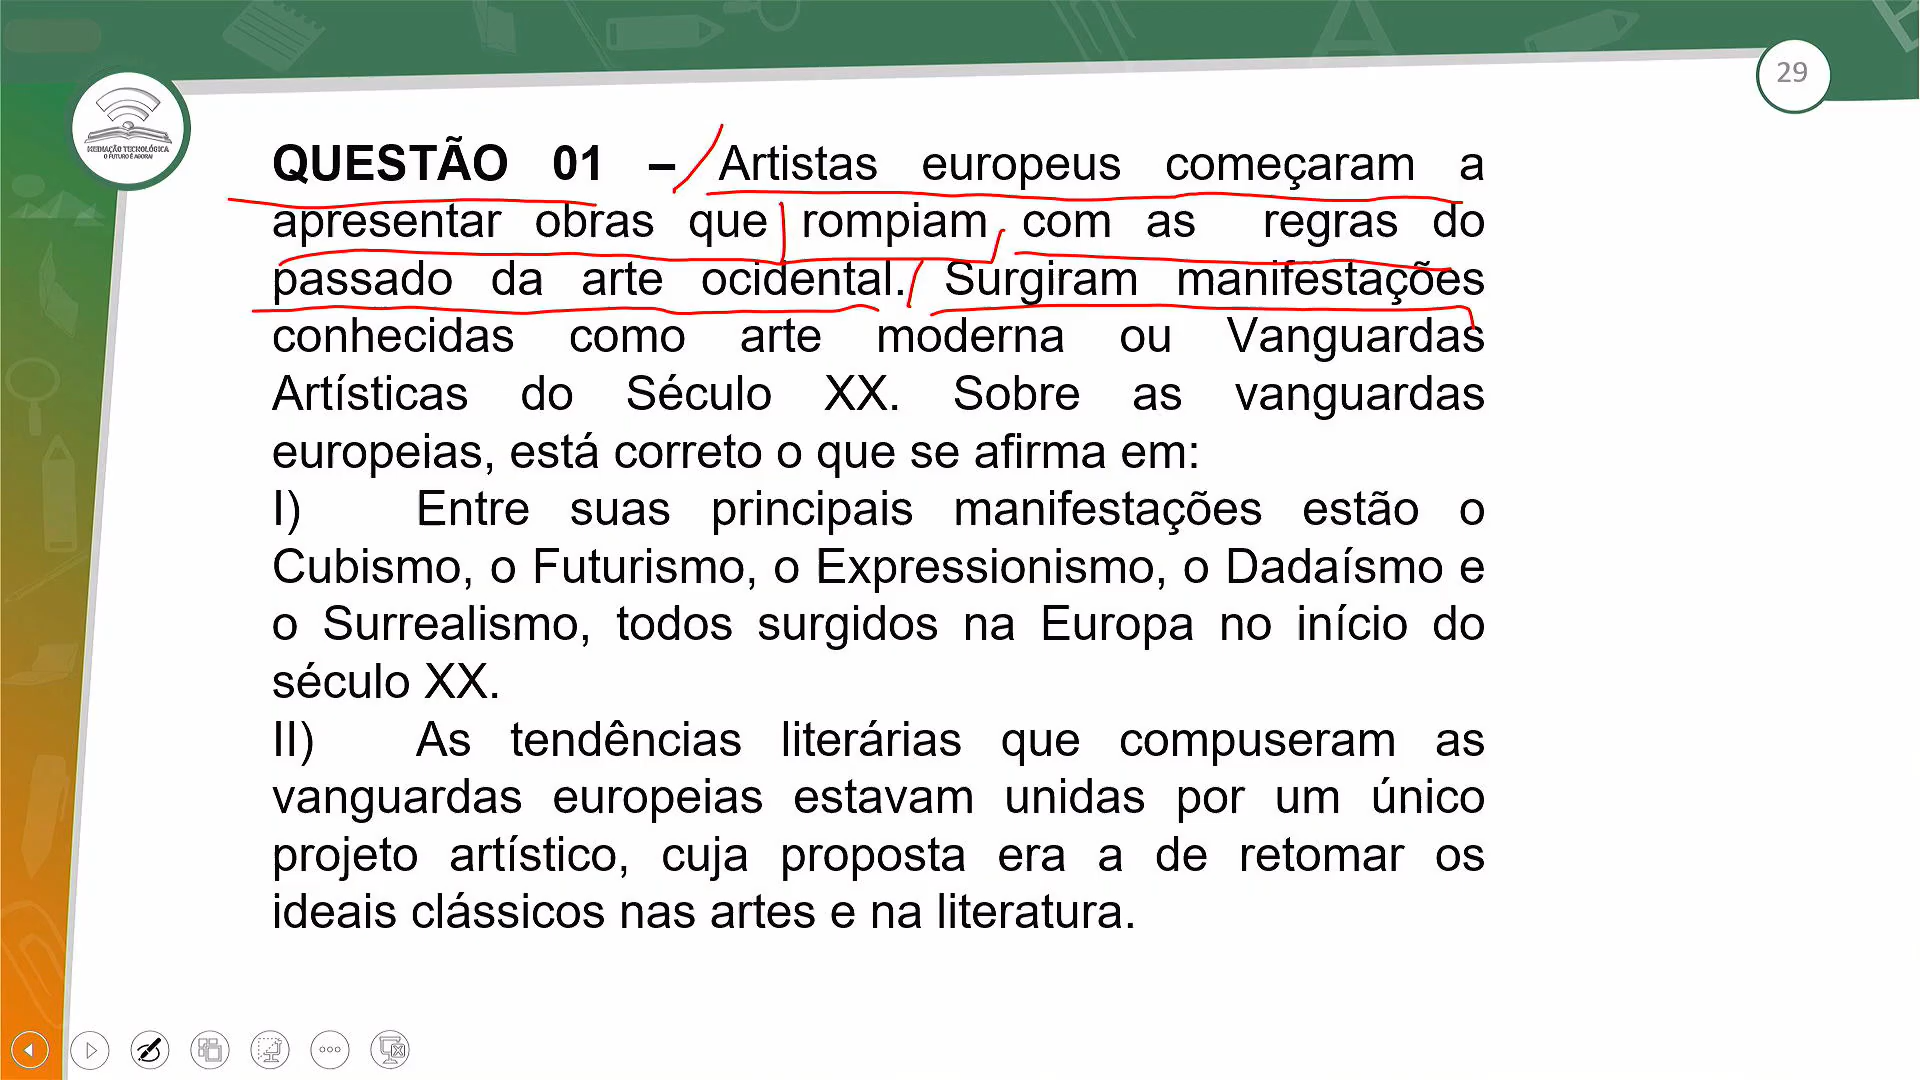 29
MEDIAÇÃO TECNOLÓGICA
O FUTURO É AGORA!
QUESTÃO 01 – Artistas europeus começaram a
apresentar obras que rompiam com as regras do
passado da arte ocidental. Surgiram manifestações
conhecidas como arte moderna ou Vanguardas
Artísticas do Século XX. Sobre as vanguardas
europeias, está correto o que se afirma em:
I) Entre suas principais manifestações estão o
Cubismo, o Futurismo, o Expressionismo, o Dadaísmo e
o Surrealismo, todos surgidos na Europa no início do
século XX.
II) As tendências literárias que compuseram as
vanguardas europeias estavam unidas por um único
projeto artístico, cuja proposta era a de retomar os
ideais clássicos nas artes e na literatura.